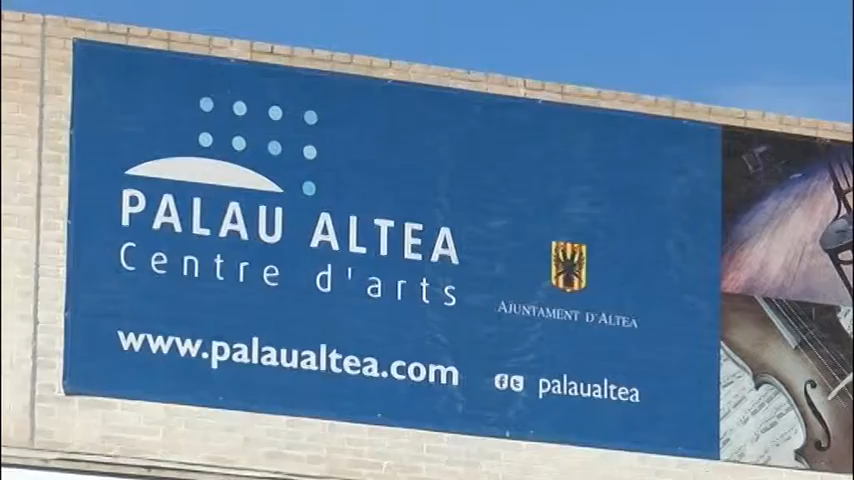 PALAU ALTEA
Centre d'arts
AJUNTAMENT D'ALTEA
www.palaualtea.com
palaualtea